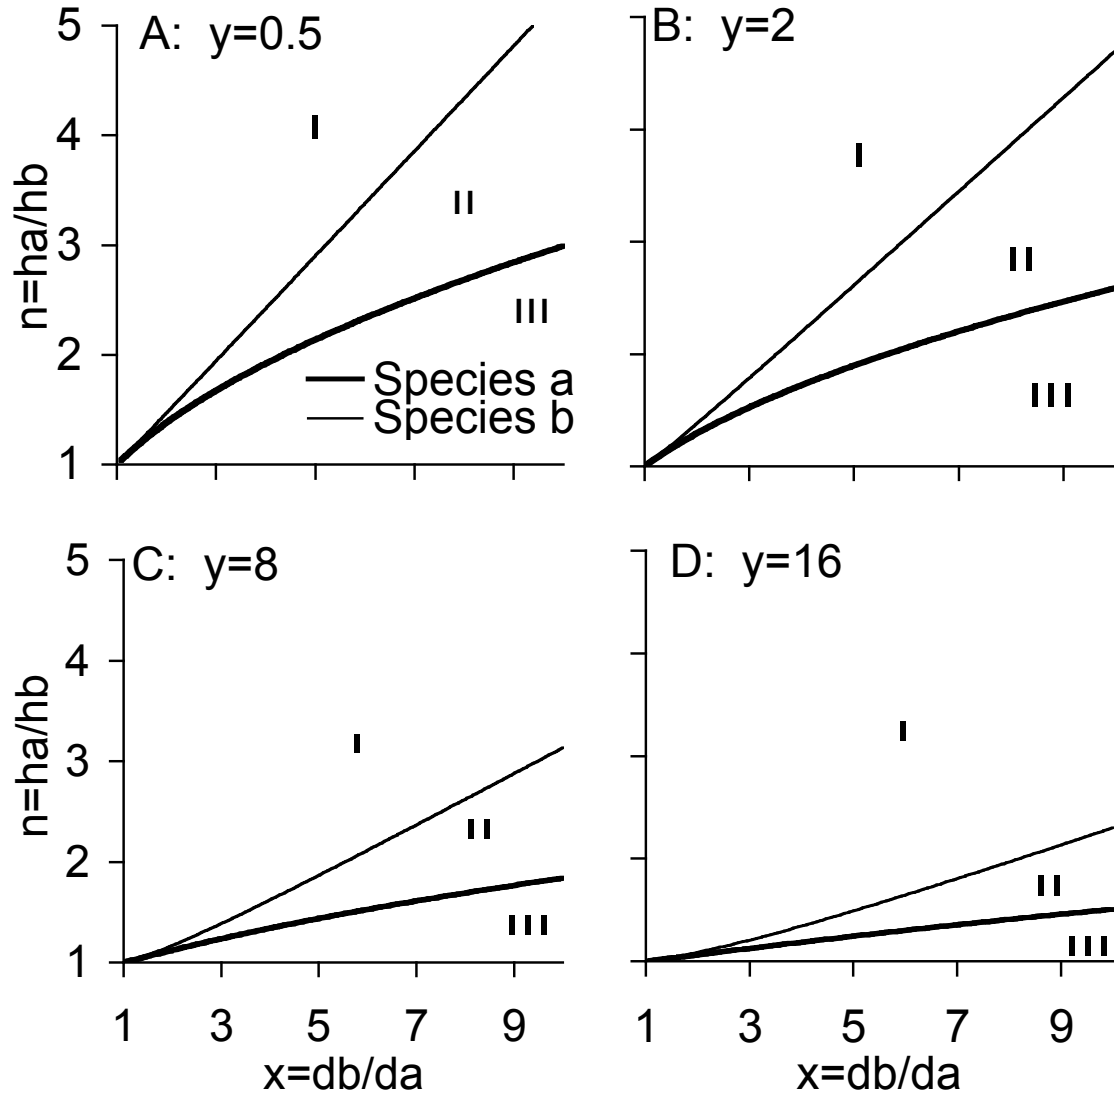 A: y=0.5
5
4
3
2
1
n=ha/hb
I
II
III
Species a
Species b
B: y=2
I
II
III
C: y=8
5
4
3
2
1
n=ha/hb
I
II
III
1 3 5 7 9
x=db/da
D: y=16
I
II
III
1 3 5 7 9
x=db/da